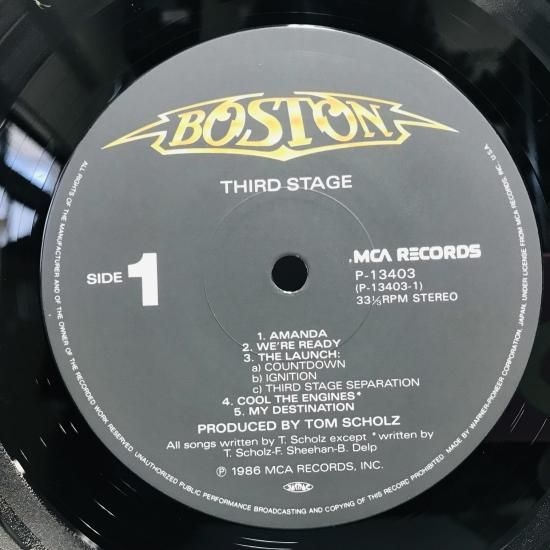 BOSTON
THIRD STAGE
SIDE 1
MCA RECORDS
P-13403
(P-13403-1)
33⅓RPM STEREO
1. AMANDA
2. WE'RE READY
3. THE LAUNCH:
a) COUNTDOWN
b) IGNITION
c) THIRD STAGE SEPARATION
4. COOL THE ENGINES*
5. MY DESTINATION
PRODUCED BY TOM SCHOLZ
All songs written by T. Scholz except *written by
T. Scholz-F. Sheehan-B. Delp
℗ 1986 MCA RECORDS, INC.
ALL RIGHTS OF THE MANUFACTURER AND OF THE OWNER OF THE RECORDED WORK RESERVED. UNAUTHORIZED PUBLIC PERFORMANCE BROADCASTING AND COPYING OF THIS RECORD PROHIBITED. MADE BY WARNER-PIONEER CORPORATION, JAPAN, UNDER LICENSE FROM MCA RECORDS, INC., U.S.A.